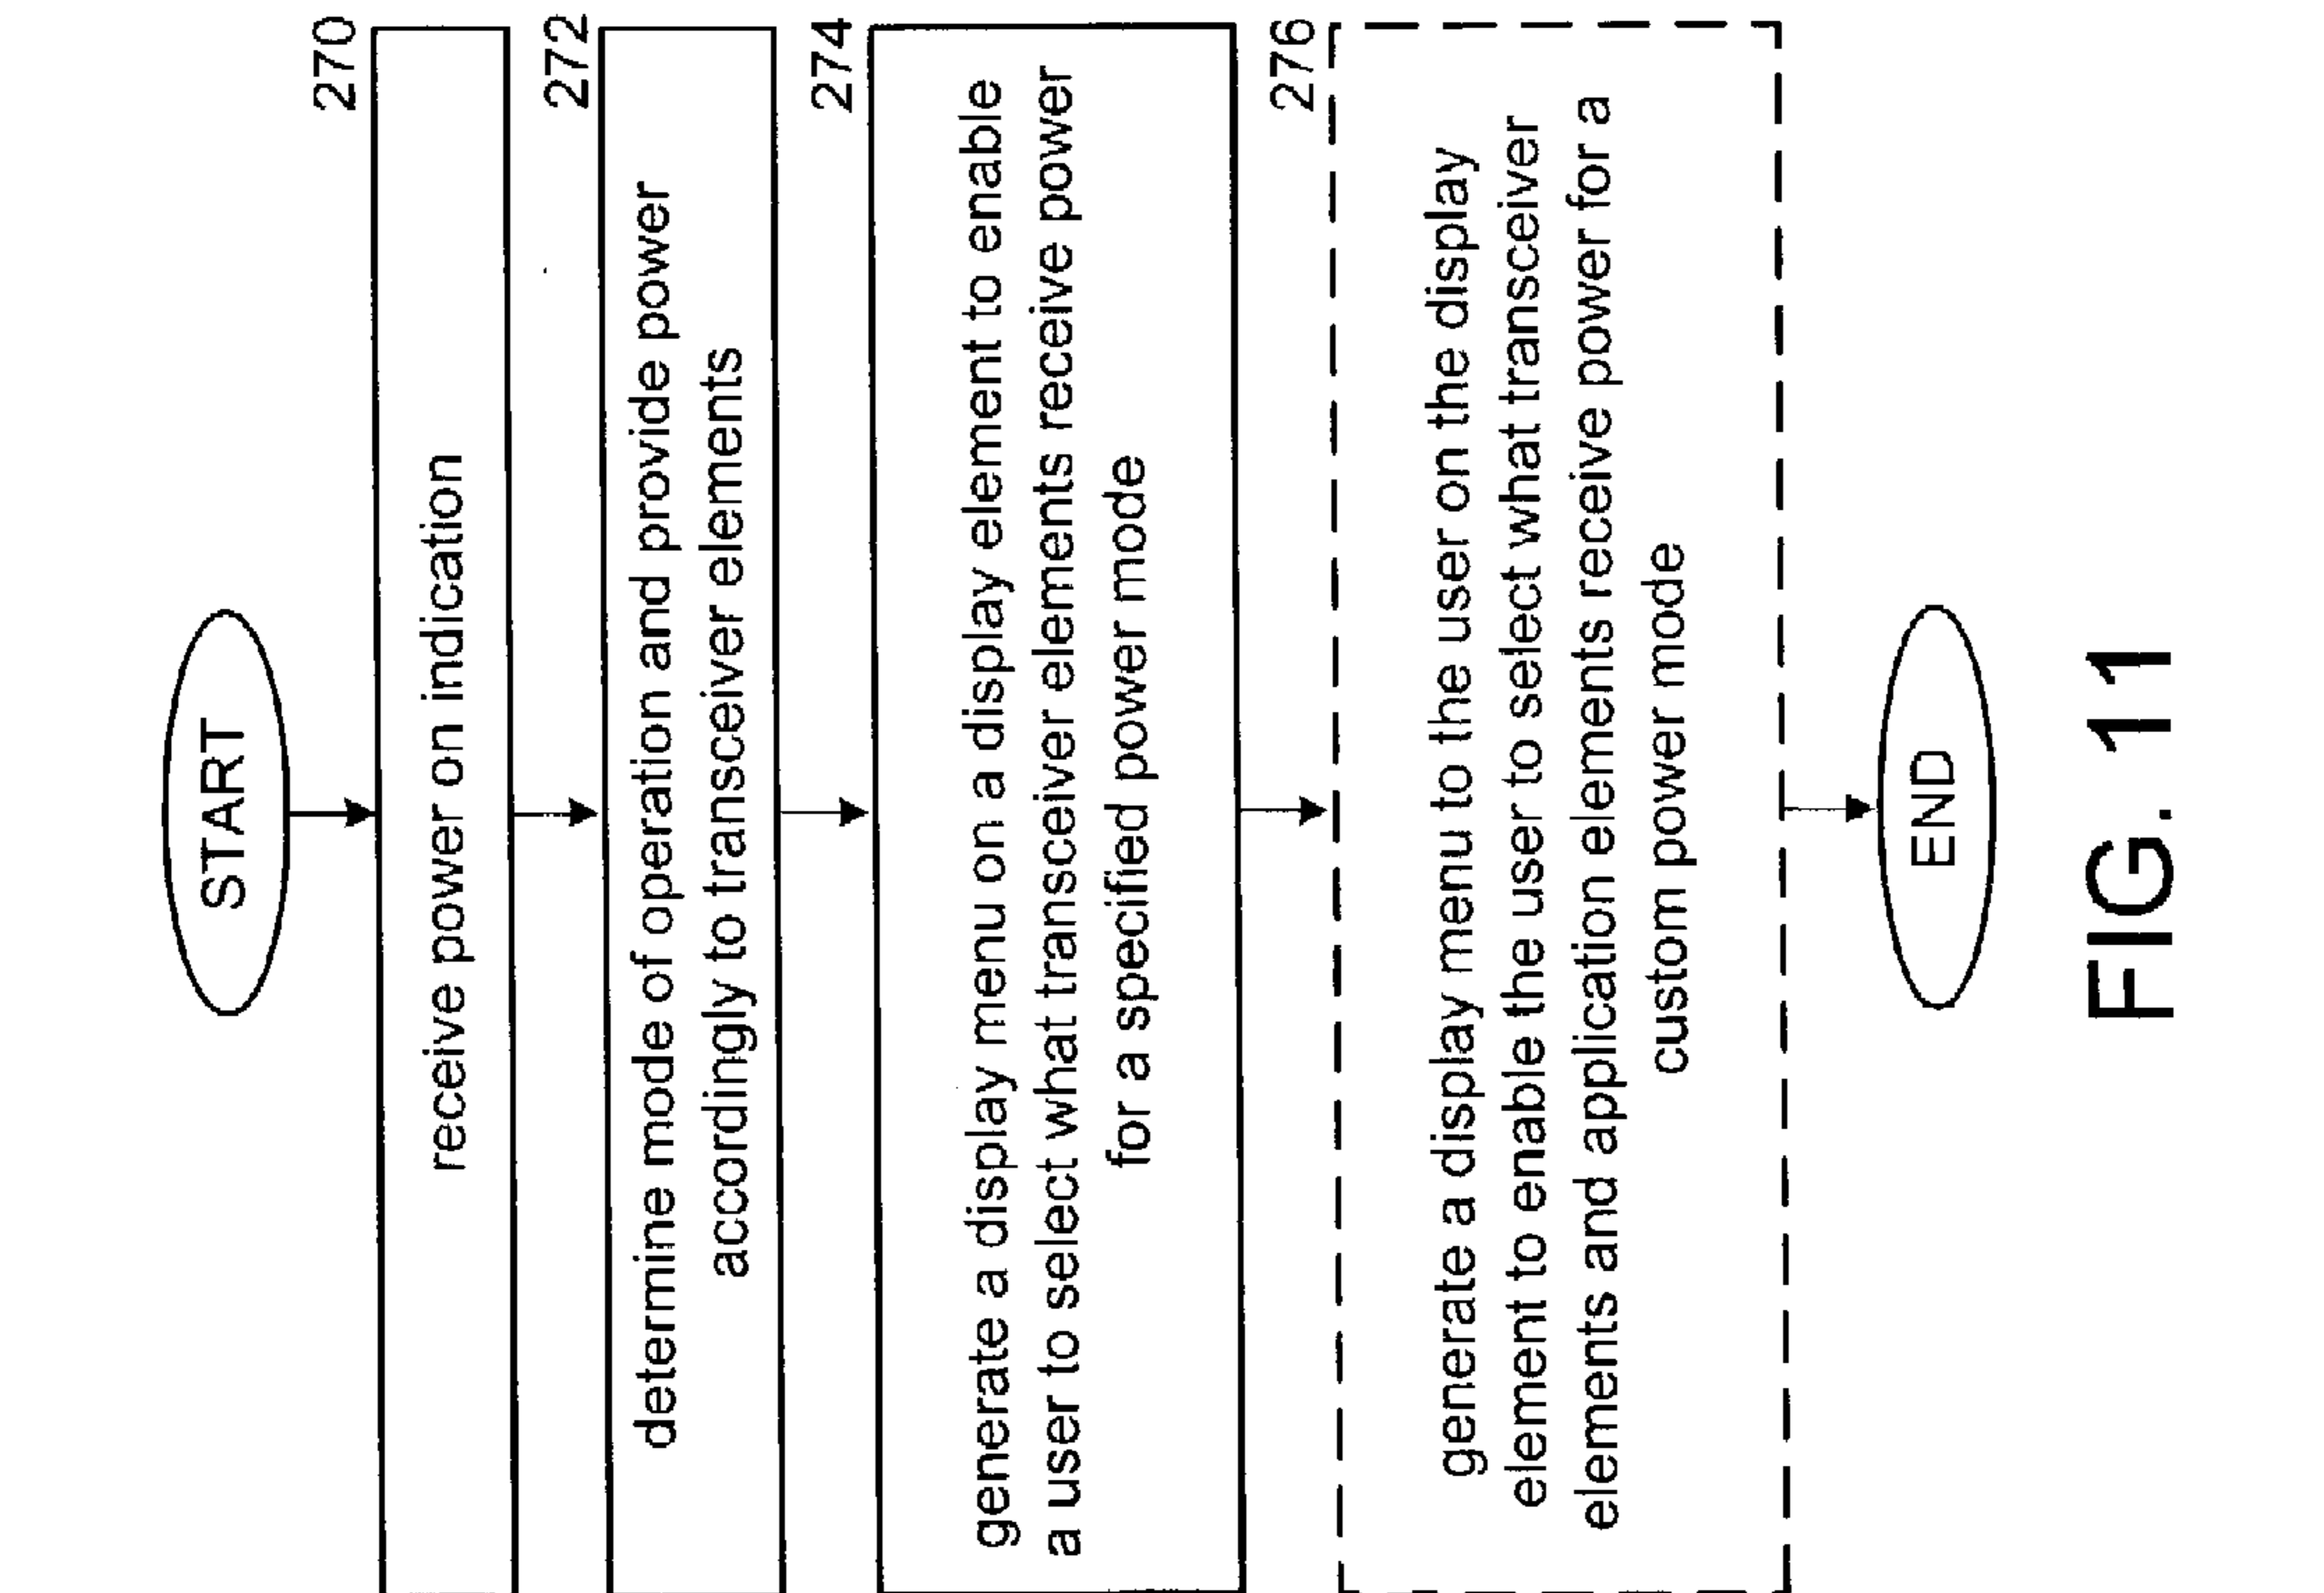 START
270
receive power on indication
272
determine mode of operation and provide power
accordingly to transceiver elements
274
generate a display menu on a display element to enable
a user to select what transceiver elements receive power
for a specified power mode
276
generate a display menu to the user on the display
element to enable the user to select what transceiver
elements and application elements receive power for a
custom power mode
END
FIG. 11